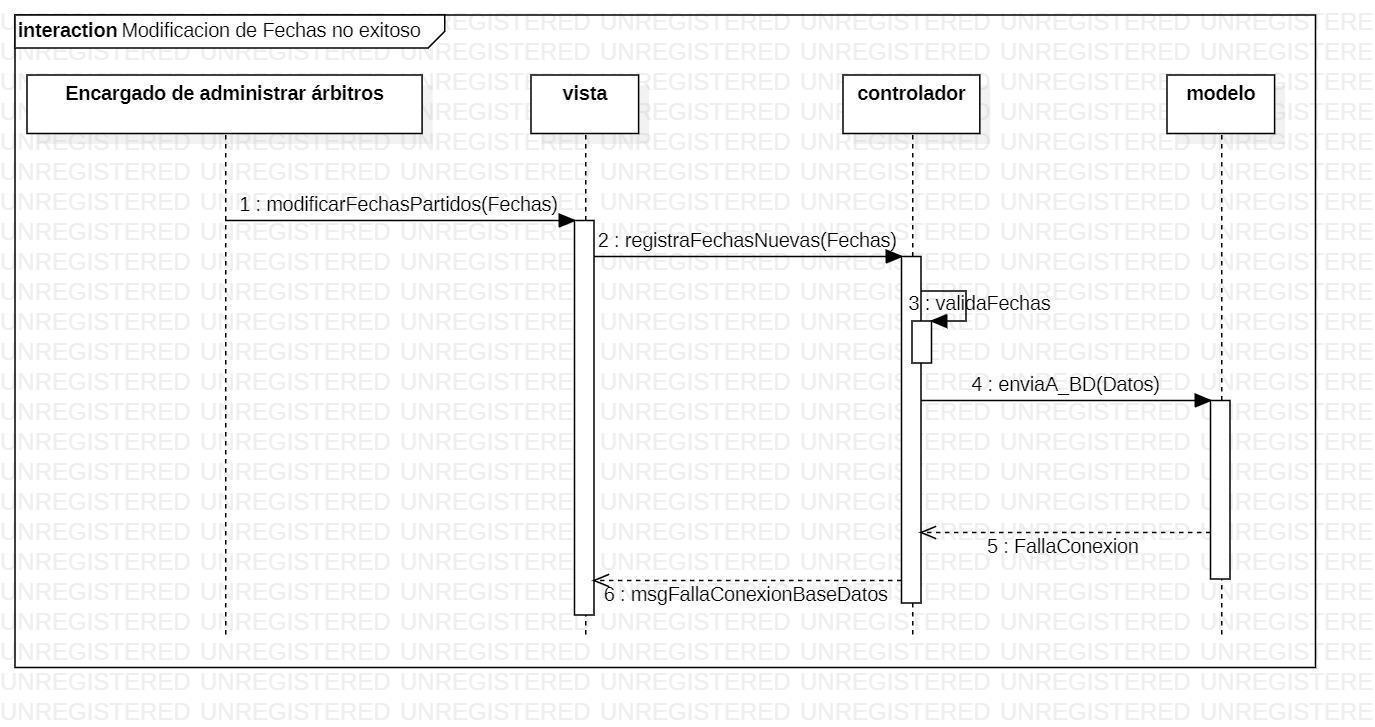 interaction Modificacion de Fechas no exitoso
Encargado de administrar árbitros
vista
controlador
modelo
1 : modificarFechasPartidos(Fechas)
2 : registraFechasNuevas(Fechas)
3 : validaFechas
4 : enviaA_BD(Datos)
5 : FallaConexion
6 : msgFallaConexionBaseDatos
UNREGISTERED